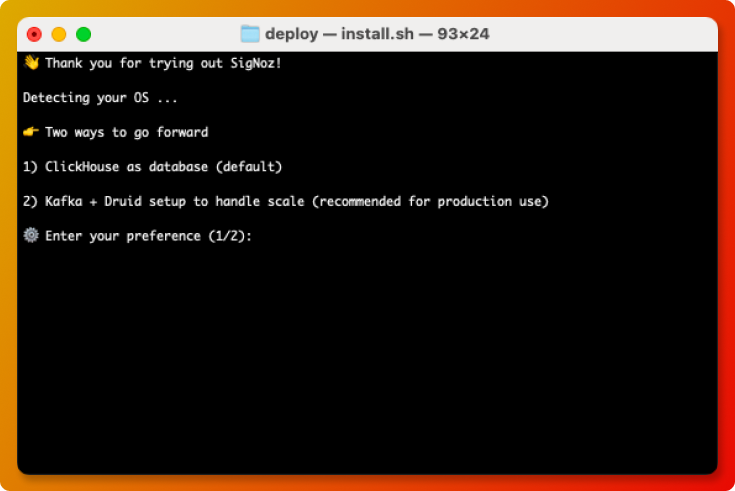 deploy — install.sh — 93×24
👋 Thank you for trying out SigNoz!
Detecting your OS ...
👉 Two ways to go forward
1) ClickHouse as database (default)
2) Kafka + Druid setup to handle scale (recommended for production use)
⚙️ Enter your preference (1/2):